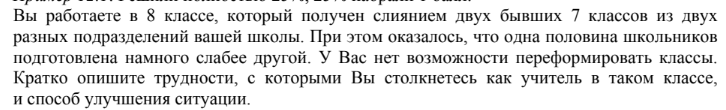 Вы работаете в 8 классе, который получен слиянием двух бывших 7 классов из двух
разных подразделений вашей школы. При этом оказалось, что одна половина школьников
подготовлена намного слабее другой. У Вас нет возможности переформировать классы.
Кратко опишите трудности, с которыми Вы столкнетесь как учитель в таком классе,
и способ улучшения ситуации.